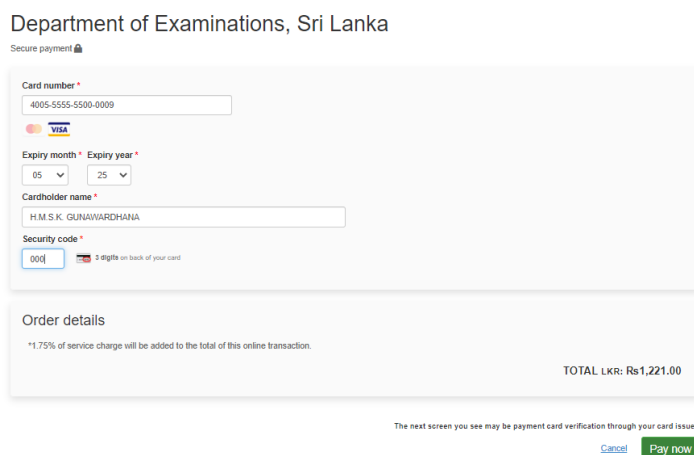 Department of Examinations, Sri Lanka
Secure payment
Card number *
4005-5555-5500-0009
VISA
Expiry month * Expiry year *
05 25
Cardholder name *
H.M.S.K. GUNAWARDHANA
Security code *
000 3 digits on back of your card
Order details
*1.75% of service charge will be added to the total of this online transaction.
TOTAL LKR: Rs1,221.00
The next screen you see may be payment card verification through your card issue
Cancel Pay now